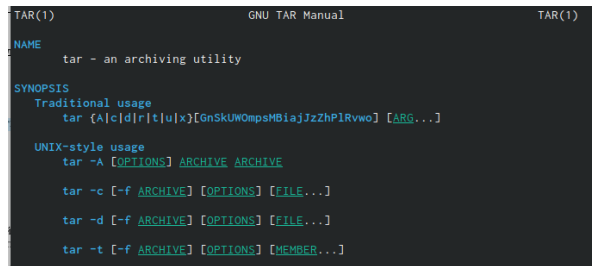 TAR(1) GNU TAR Manual TAR(1)
NAME
tar - an archiving utility
SYNOPSIS
Traditional usage
tar {A|c|d|r|t|u|x}[GnSkUWOmpsMBiajJzZhPlRvwo] [ARG...]
UNIX-style usage
tar -A [OPTIONS] ARCHIVE ARCHIVE
tar -c [-f ARCHIVE] [OPTIONS] [FILE...]
tar -d [-f ARCHIVE] [OPTIONS] [FILE...]
tar -t [-f ARCHIVE] [OPTIONS] [MEMBER...]